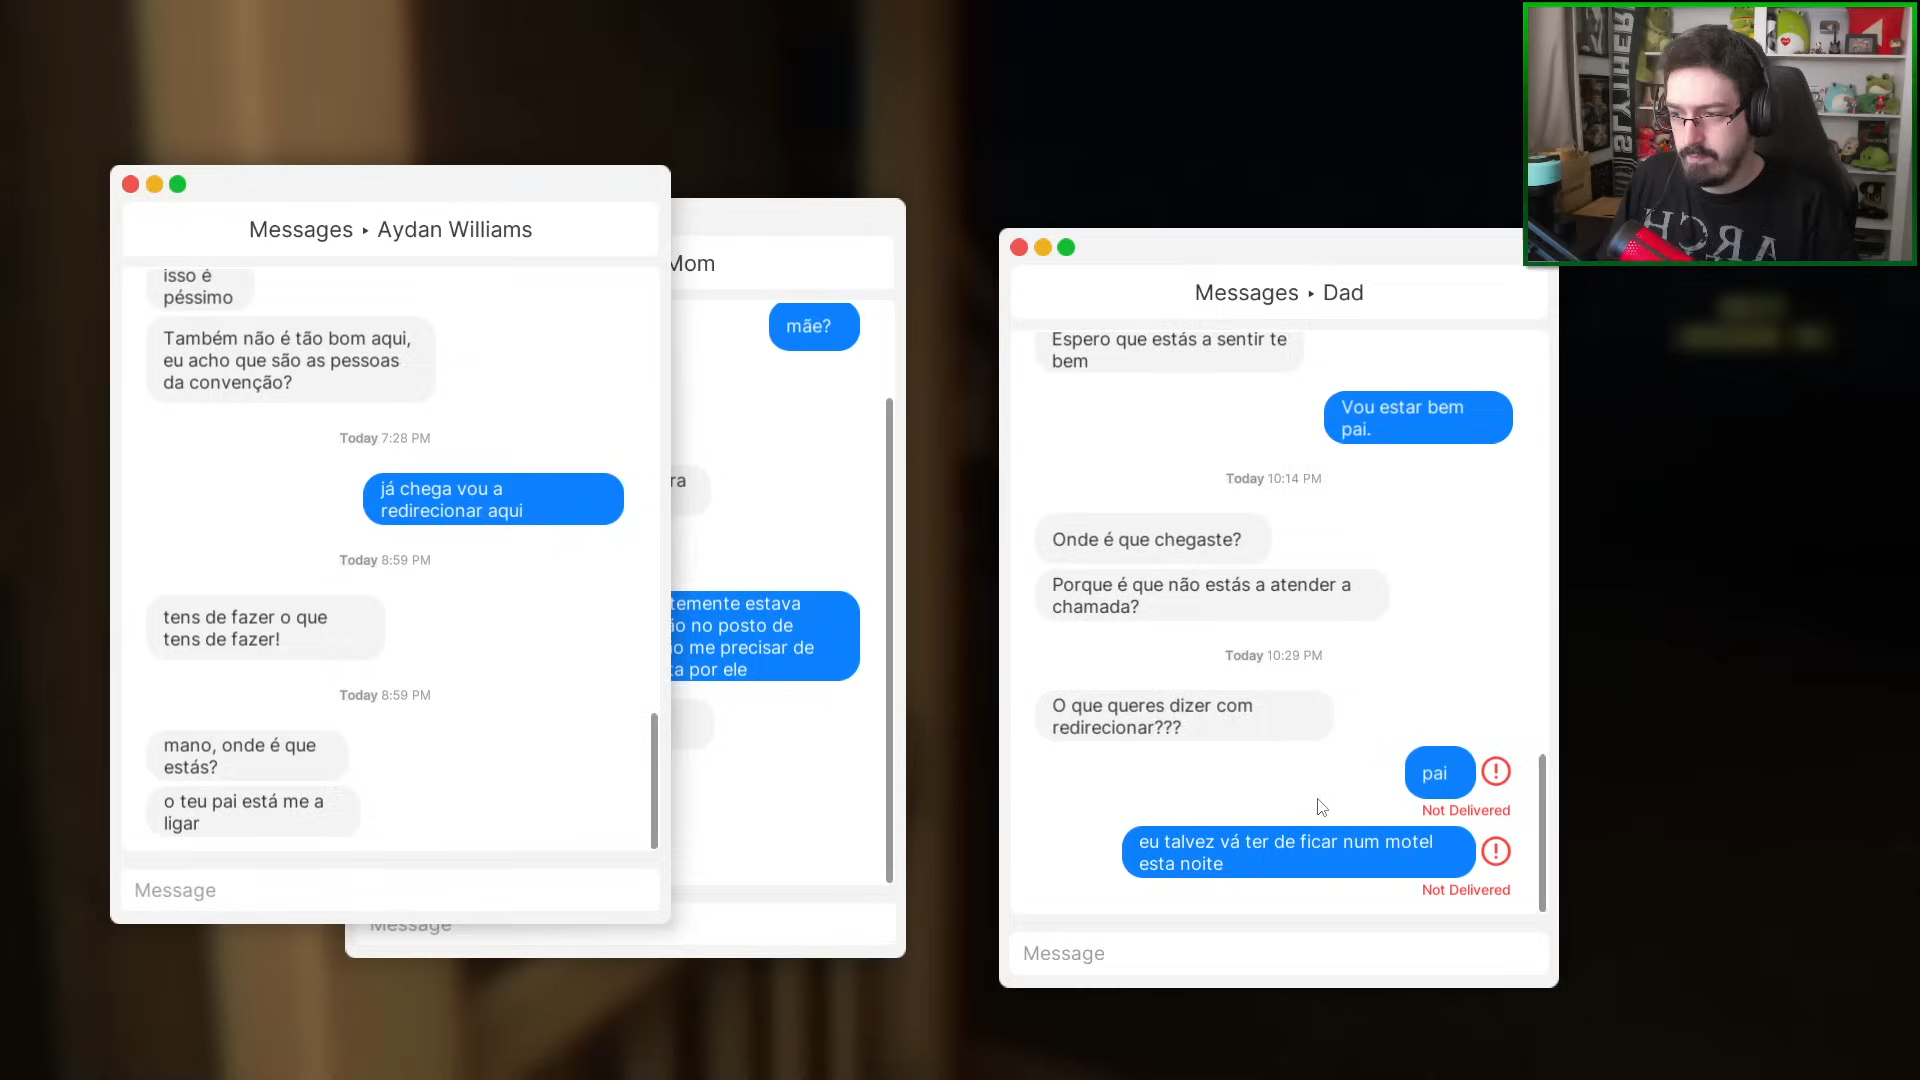 Messages ▸ Aydan Williams
isso é
péssimo
Também não é tão bom aqui,
eu acho que são as pessoas
da convenção?
Today 7:28 PM
já chega vou a
redirecionar aqui
Today 8:59 PM
tens de fazer o que
tens de fazer!
Today 8:59 PM
mano, onde é que
estás?
o teu pai está me a
ligar
Message
Mom
mãe?
ra
temente estava
o no posto de
o me precisar de
a por ele
Message
Messages ▸ Dad
Espero que estás a sentir te
bem
Vou estar bem
pai.
Today 10:14 PM
Onde é que chegaste?
Porque é que não estás a atender a
chamada?
Today 10:29 PM
O que queres dizer com
redirecionar???
pai
Not Delivered
eu talvez vá ter de ficar num motel
esta noite
Not Delivered
Message
ARCH